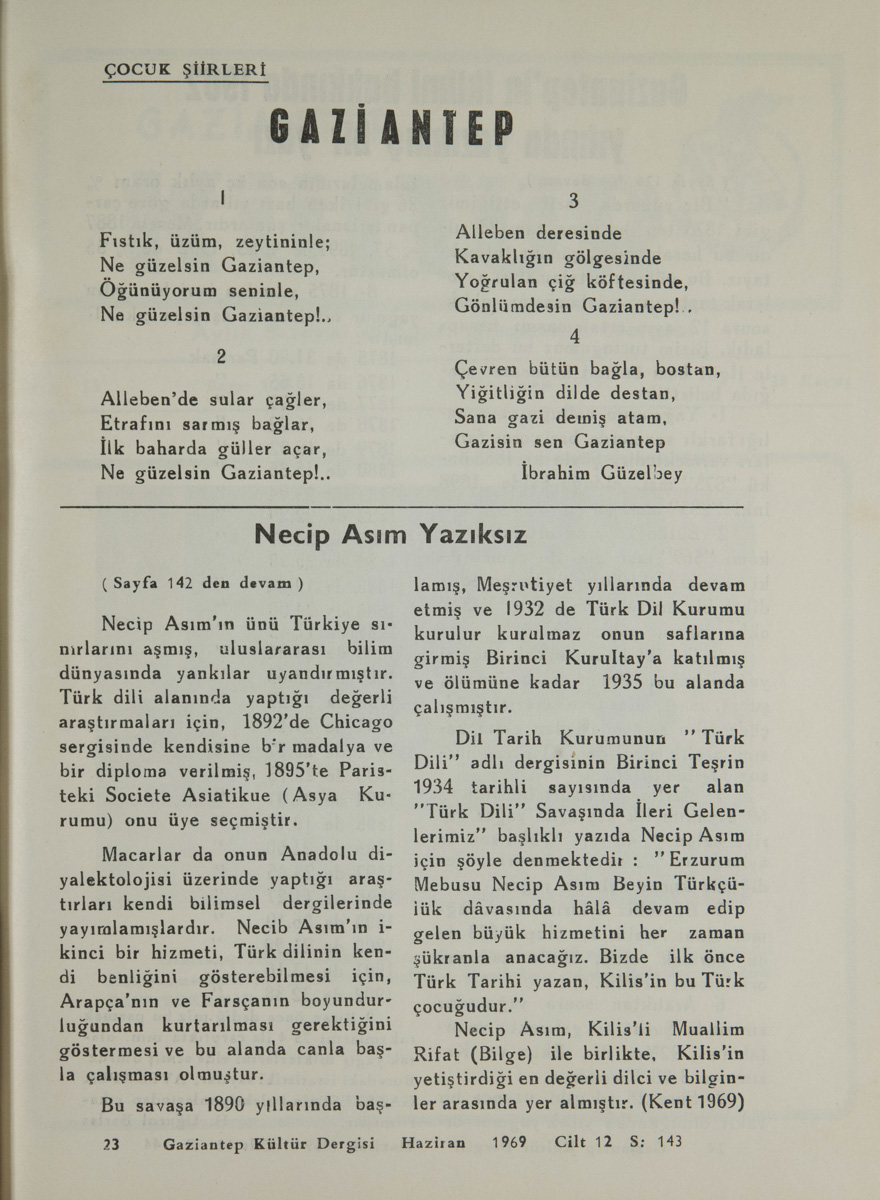 ÇOCUK ŞİİRLERİ
GAZİANTEP
1
Fıstık, üzüm, zeytininle;
Ne güzelsin Gaziantep,
Öğünüyorum seninle,
Ne güzelsin Gaziantep!..
2
Alleben'de sular çağler,
Etrafını sarmış bağlar,
İlk baharda güller açar,
Ne güzelsin Gaziantep!..
3
Alleben deresinde
Kavaklığın gölgesinde
Yoğrulan çiğ köftesinde,
Gönlümdesin Gaziantep! .
4
Çevren bütün bağla, bostan,
Yiğitliğin dilde destan,
Sana gazi demiş atam,
Gazisin sen Gaziantep
İbrahim Güzelbey
Necip Asım Yazıksız
( Sayfa 142 den devam )
Necip Asım'ın ünü Türkiye sı-
nırlarını aşmış, uluslararası bilim
dünyasında yankılar uyandırmıştır.
Türk dili alanında yaptığı değerli
araştırmaları için, 1892'de Chicago
sergisinde kendisine bir madalya ve
bir diploma verilmiş, 1895'te Paris-
teki Societe Asiatikue (Asya Ku-
rumu) onu üye seçmiştir.
Macarlar da onun Anadolu di-
yalektolojisi üzerinde yaptığı araş-
tırları kendi bilimsel dergilerinde
yayımlamışlardır. Necib Asım'ın i-
kinci bir hizmeti, Türk dilinin ken-
di benliğini gösterebilmesi için,
Arapça'nın ve Farsçanın boyundur-
luğundan kurtarılması gerektiğini
göstermesi ve bu alanda canla baş-
la çalışması olmuştur.
Bu savaşa 1890 yıllarında baş-
lamış, Meşrutiyet yıllarında devam
etmiş ve 1932 de Türk Dil Kurumu
kurulur kurulmaz onun saflarına
girmiş Birinci Kurultay'a katılmış
ve ölümüne kadar 1935 bu alanda
çalışmıştır.
Dil Tarih Kurumunun "Türk
Dili" adlı dergisinin Birinci Teşrin
1934 tarihli sayısında yer alan
"Türk Dili" Savaşında İleri Gelen-
lerimiz" başlıklı yazıda Necip Asım
için şöyle denmektedir : "Erzurum
Mebusu Necip Asım Beyin Türkçü-
lük dâvasında hâlâ devam edip
gelen büyük hizmetini her zaman
şükranla anacağız. Bizde ilk önce
Türk Tarihi yazan, Kilis'in bu Türk
çocuğudur."
Necip Asım, Kilis'li Muallim
Rifat (Bilge) ile birlikte, Kilis'in
yetiştirdiği en değerli dilci ve bilgin-
ler arasında yer almıştır. (Kent 1969)
23 Gaziantep Kültür Dergisi Haziran 1969 Cilt 12 S: 143